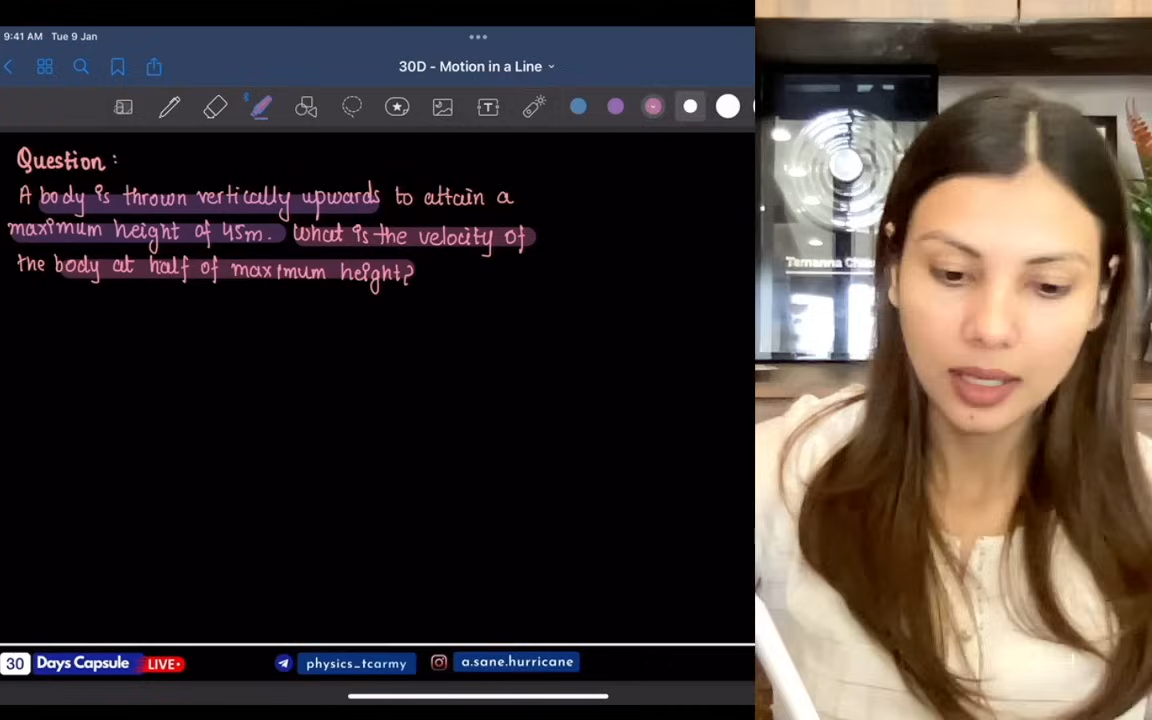 9:41 AM Tue 9 Jan
30D - Motion in a Line
Question:
A body is thrown vertically upwards to attain a
maximum height of 45m. What is the velocity of
the body at half of maximum height?
30 Days Capsule LIVE
physics_tcarmy
a.sane.hurricane